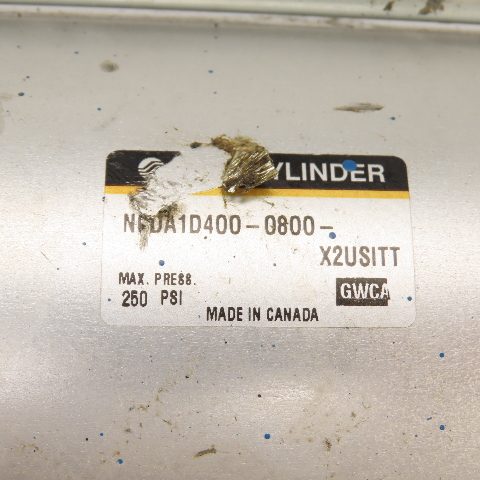 YLINDER
N DA1D400-0800-
X2USITT
MAX. PRESS.
250 PSI
GWCA
MADE IN CANADA